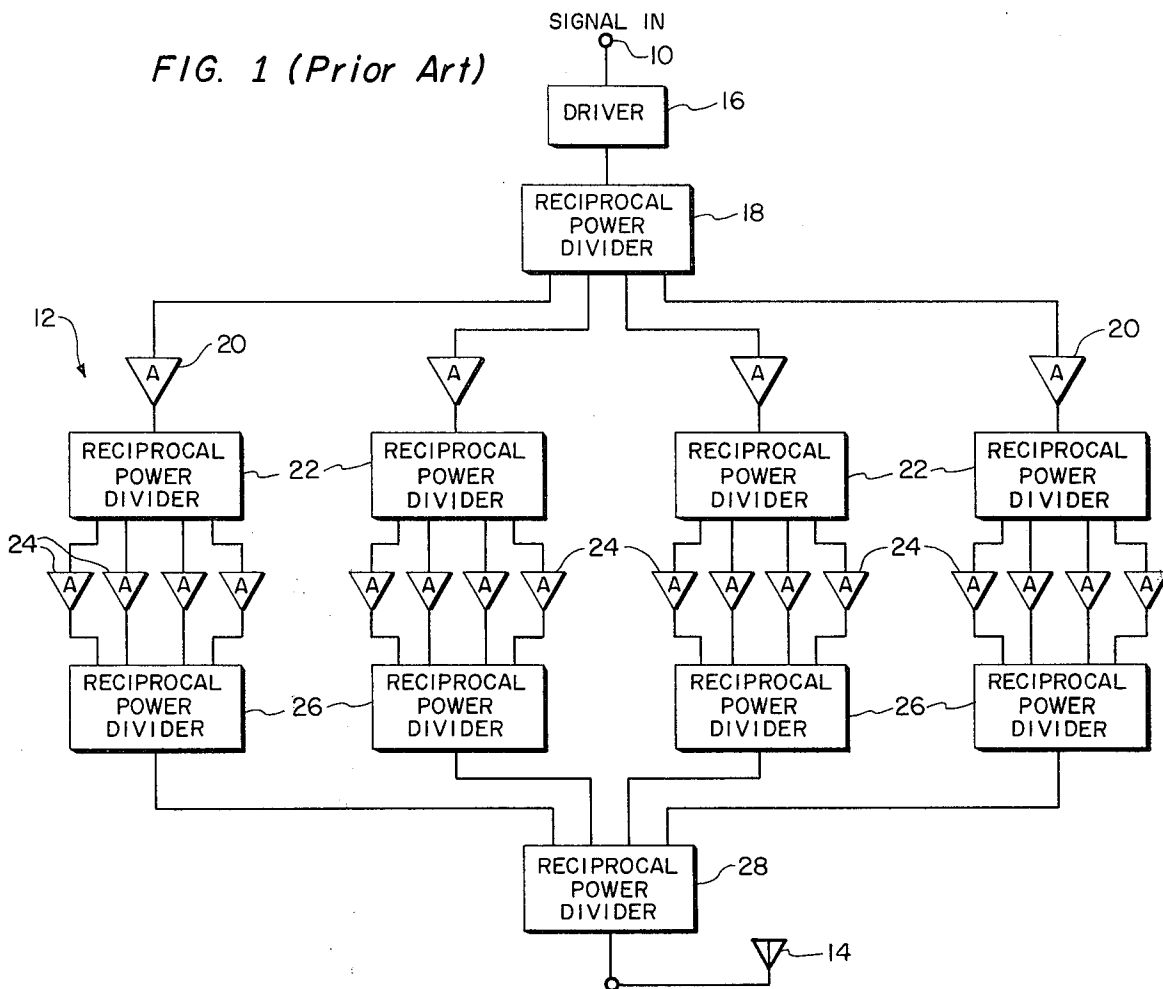 SIGNAL IN
10
FIG. 1 (Prior Art)
DRIVER
16
RECIPROCAL
POWER
DIVIDER
18
12
A
20
A
A
A
20
RECIPROCAL
POWER
DIVIDER
22
RECIPROCAL
POWER
DIVIDER
RECIPROCAL
POWER
DIVIDER
22
RECIPROCAL
POWER
DIVIDER
24
A
A
A
A
A
A
A
A
24
A
A
A
A
24
A
A
A
A
RECIPROCAL
POWER
DIVIDER
26
RECIPROCAL
POWER
DIVIDER
RECIPROCAL
POWER
DIVIDER
26
RECIPROCAL
POWER
DIVIDER
RECIPROCAL
POWER
DIVIDER
28
14